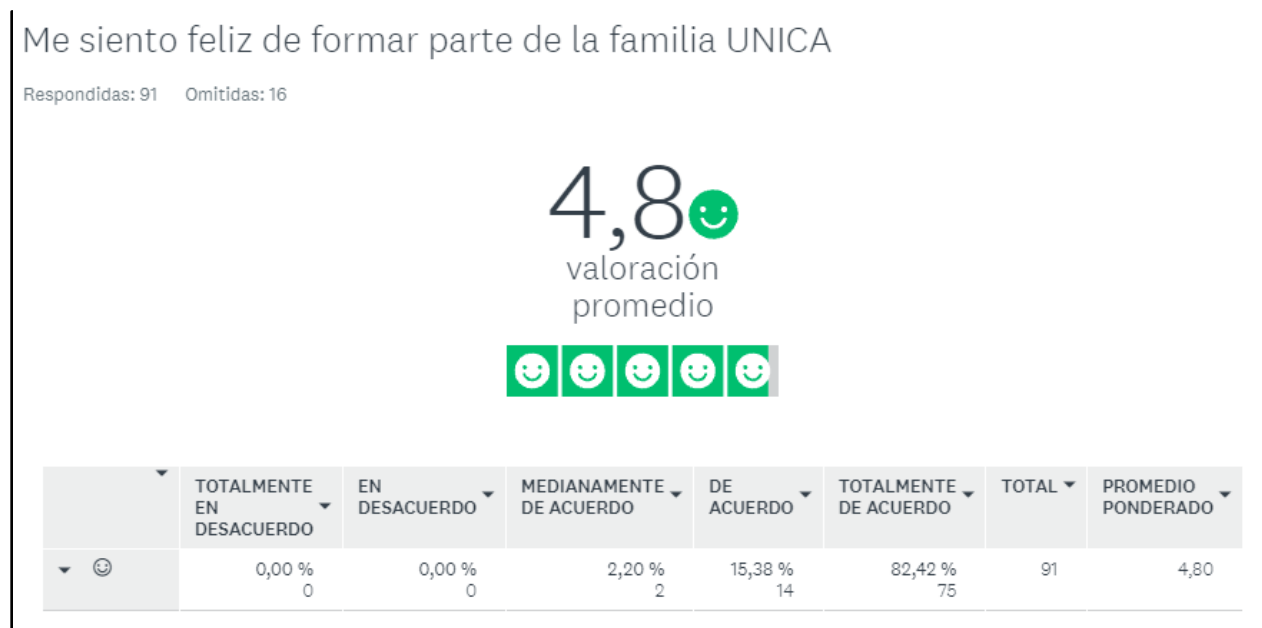 Me siento feliz de formar parte de la familia UNICA
Respondidas: 91 Omitidas: 16
4,8
valoración
promedio
TOTALMENTE EN DESACUERDO
EN DESACUERDO
MEDIANAMENTE DE ACUERDO
DE ACUERDO
TOTALMENTE DE ACUERDO
TOTAL
PROMEDIO PONDERADO
0,00 % 0,00 % 2,20 % 15,38 % 82,42 % 91 4,80
0 0 2 14 75